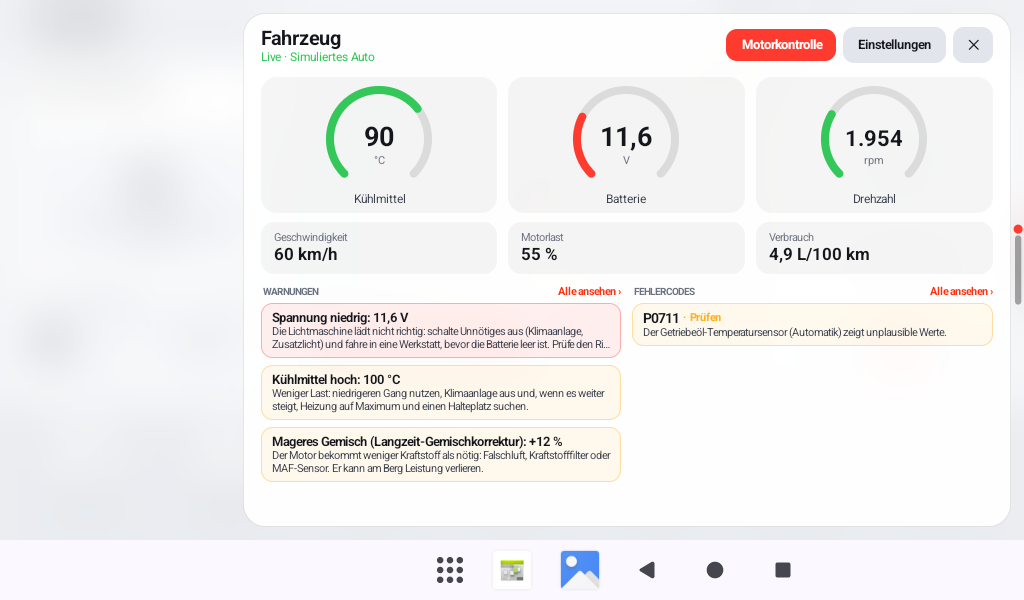 Fahrzeug
Live · Simuliertes Auto
Motorkontrolle
Einstellungen
90
°C
Kühlmittel
11,6
V
Batterie
1.954
rpm
Drehzahl
Geschwindigkeit
60 km/h
Motorlast
55 %
Verbrauch
4,9 L/100 km
WARNUNGEN
Alle ansehen ›
Spannung niedrig: 11,6 V
Die Lichtmaschine lädt nicht richtig: schalte Unnötiges aus (Klimaanlage,
Zusatzlicht) und fahre in eine Werkstatt, bevor die Batterie leer ist. Prüfe den Ri…
Kühlmittel hoch: 100 °C
Weniger Last: niedrigeren Gang nutzen, Klimaanlage aus und, wenn es weiter
steigt, Heizung auf Maximum und einen Halteplatz suchen.
Mageres Gemisch (Langzeit-Gemischkorrektur): +12 %
Der Motor bekommt weniger Kraftstoff als nötig: Falschluft, Kraftstofffilter oder
MAF-Sensor. Er kann am Berg Leistung verlieren.
FEHLERCODES
Alle ansehen ›
P0711 · Prüfen
Der Getriebeöl-Temperatursensor (Automatik) zeigt unplausible Werte.